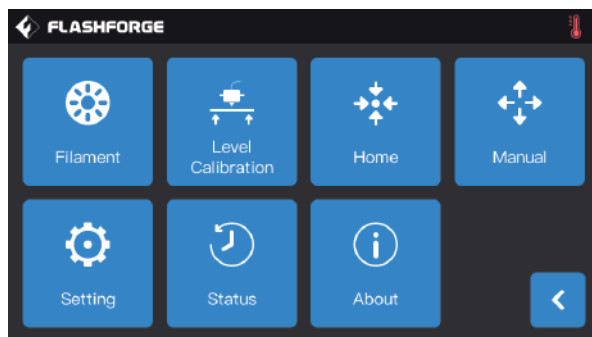 FLASHFORGE
Filament
Level
Calibration
Home
Manual
Setting
Status
About